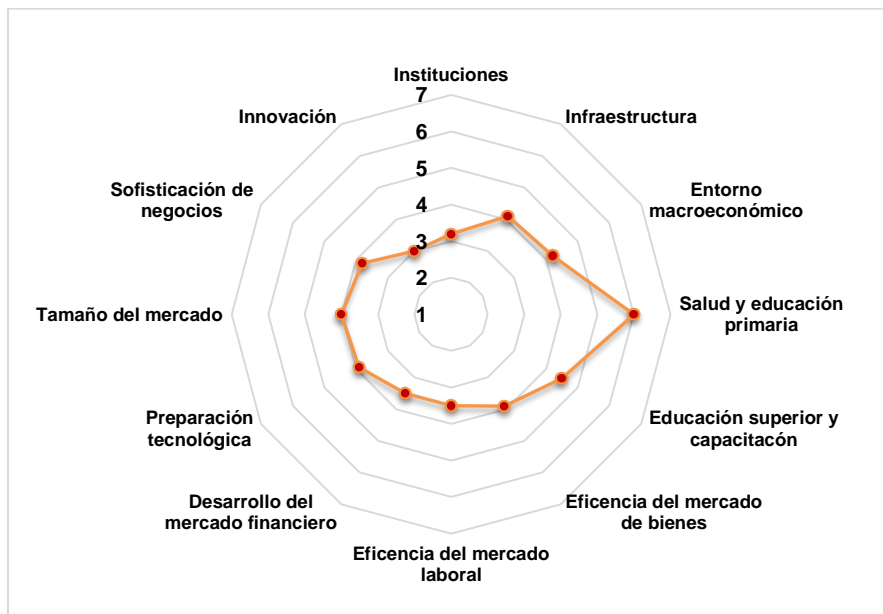 Instituciones
7
6
5
4
3
2
1
Infraestructura
Entorno
macroeconómico
Salud y educación
primaria
Educación superior y
capacitacón
Eficencia del mercado
de bienes
Eficencia del mercado
laboral
Desarrollo del
mercado financiero
Preparación
tecnológica
Tamaño del mercado
Sofisticación de
negocios
Innovación